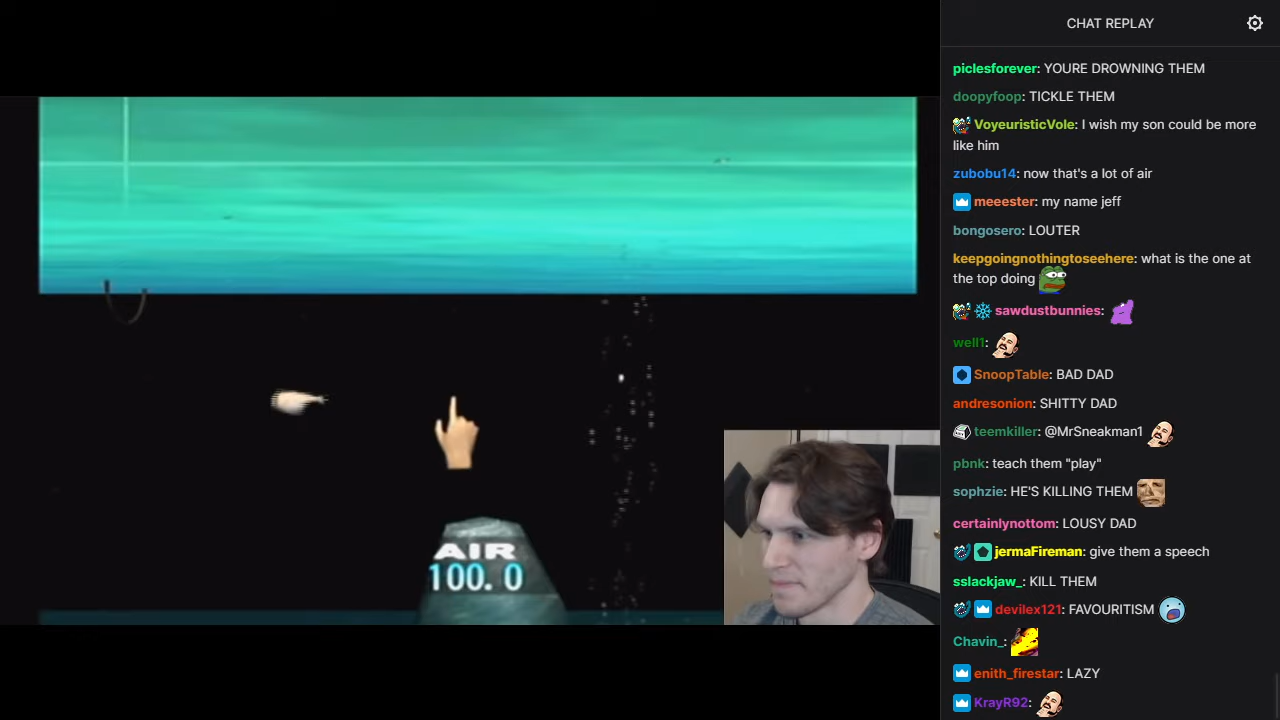 CHAT REPLAY
piclesforever: YOURE DROWNING THEM
doopyfoop: TICKLE THEM
VoyeuristicVole: I wish my son could be more
like him
zubobu14: now that's a lot of air
meeester: my name jeff
bongosero: LOUTER
keepgoingnothingtoseehere: what is the one at
the top doing
sawdustbunnies:
well1:
SnoopTable: BAD DAD
andresonion: SHITTY DAD
teemkiller: @MrSneakman1
pbnk: teach them "play"
sophzie: HE'S KILLING THEM
certainlynottom: LOUSY DAD
jermaFireman: give them a speech
sslackjaw_: KILL THEM
devilex121: FAVOURITISM
Chavin_:
enith_firestar: LAZY
KrayR92:
AIR
100. 0